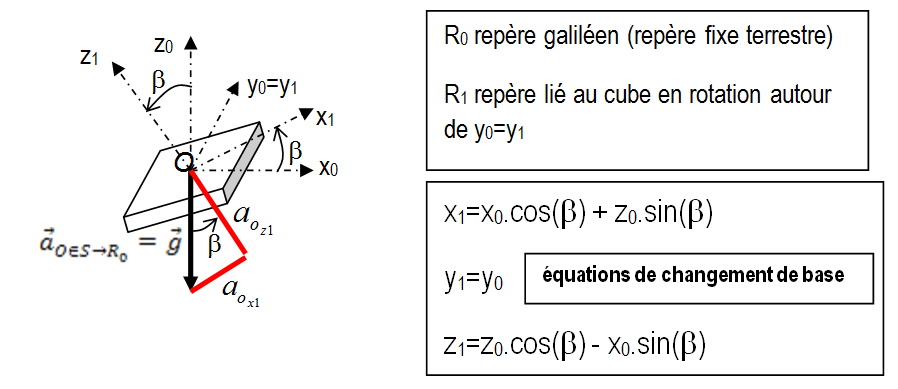 z1
z0
β
y0=y1
x1
β
x0
O
a_{o_{z1}}
β
\vec{a}_{O∈S→R_0} = \vec{g}
a_{o_{x1}}
R0 repère galiléen (repère fixe terrestre)
R1 repère lié au cube en rotation autour
de y0=y1
x1=x0.cos(β) + z0.sin(β)
y1=y0
équations de changement de base
z1=z0.cos(β) - x0.sin(β)